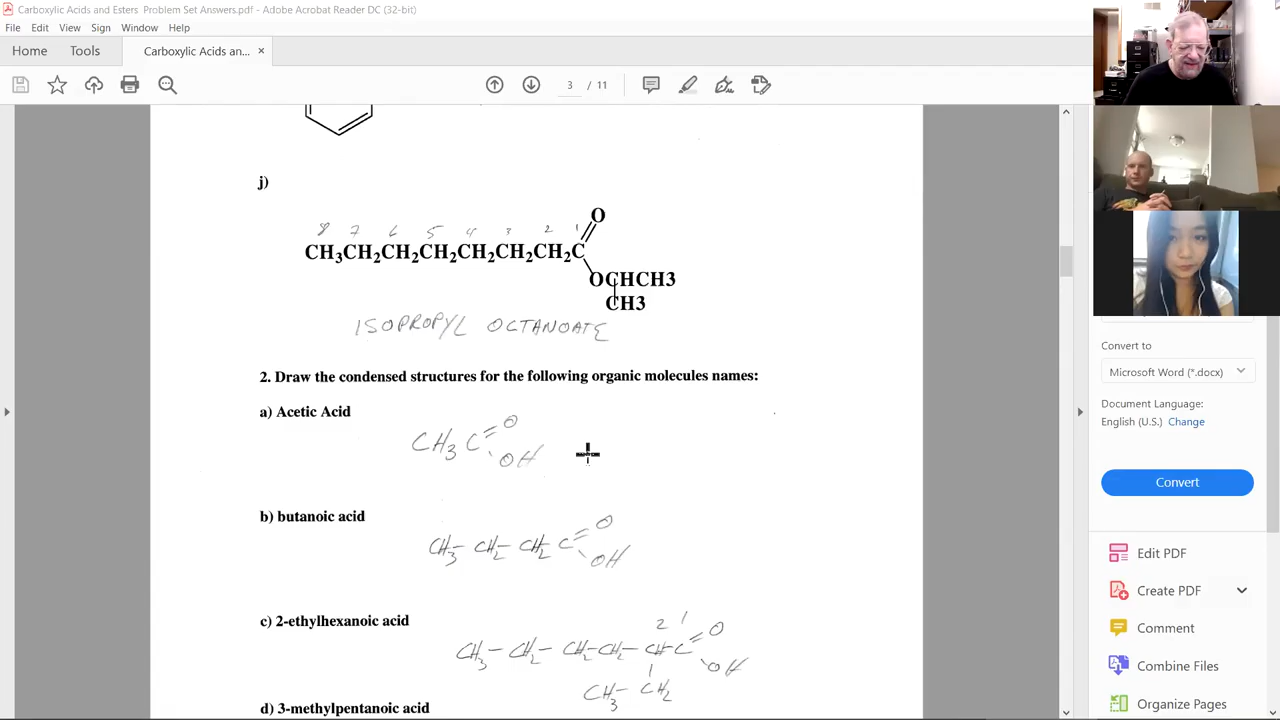 Carboxylic Acids and Esters Problem Set Answers.pdf - Adobe Acrobat Reader DC (32-bit)
File Edit View Sign Window Help
Home Tools Carboxylic Acids an... ×
3 / 11
j)
8 7 6 5 4 3 2 1
O
CH3CH2CH2CH2CH2CH2CH2C
OCHCH3
CH3
ISOPROPYL OCTANOATE
2. Draw the condensed structures for the following organic molecules names:
a) Acetic Acid
CH3C=O
OH
b) butanoic acid
CH3-CH2-CH2C=O
OH
c) 2-ethylhexanoic acid
2 1
CH3-CH2-CH2-CH2-CH-C=O
OH
CH3-CH2
d) 3-methylpentanoic acid
Convert to
Microsoft Word (*.docx)
Document Language:
English (U.S.) Change
Convert
Edit PDF
Create PDF
Comment
Combine Files
Organize Pages